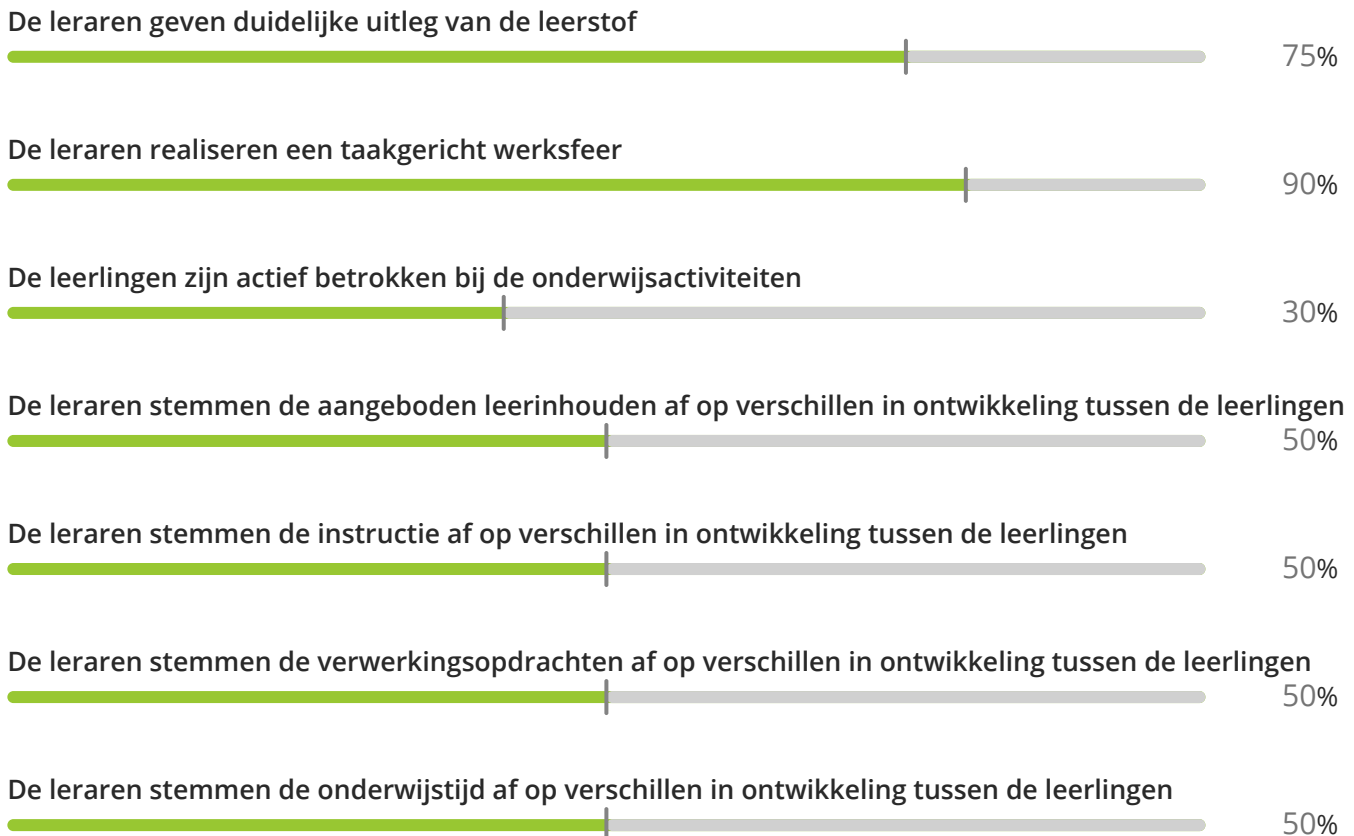 De leraren geven duidelijke uitleg van de leerstof
75%
De leraren realiseren een taakgericht werksfeer
90%
De leerlingen zijn actief betrokken bij de onderwijsactiviteiten
30%
De leraren stemmen de aangeboden leerinhouden af op verschillen in ontwikkeling tussen de leerlingen
50%
De leraren stemmen de instructie af op verschillen in ontwikkeling tussen de leerlingen
50%
De leraren stemmen de verwerkingsopdrachten af op verschillen in ontwikkeling tussen de leerlingen
50%
De leraren stemmen de onderwijstijd af op verschillen in ontwikkeling tussen de leerlingen
50%